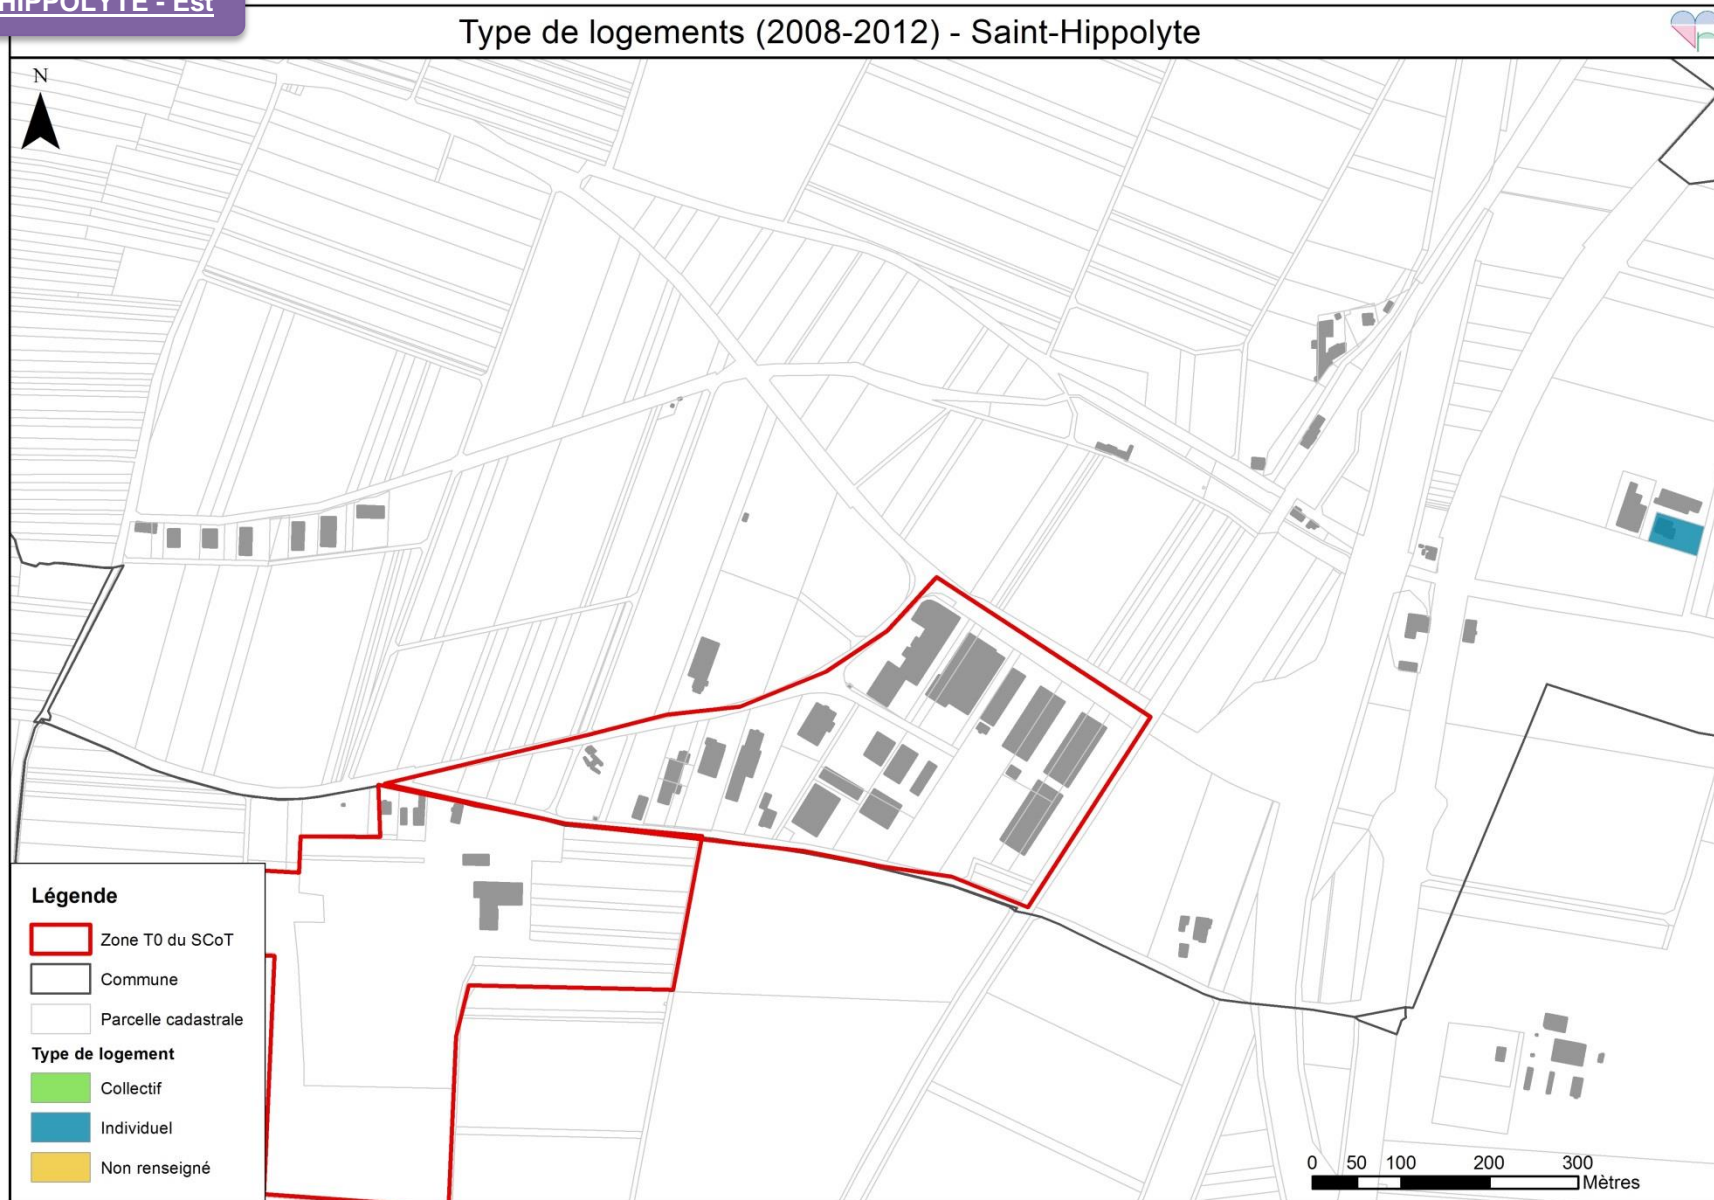 HIPPOLYTE - Est
Type de logements (2008-2012) - Saint-Hippolyte
N
Légende
Zone T0 du SCoT
Commune
Parcelle cadastrale
Type de logement
Collectif
Individuel
Non renseigné
0 50 100 200 300
Mètres